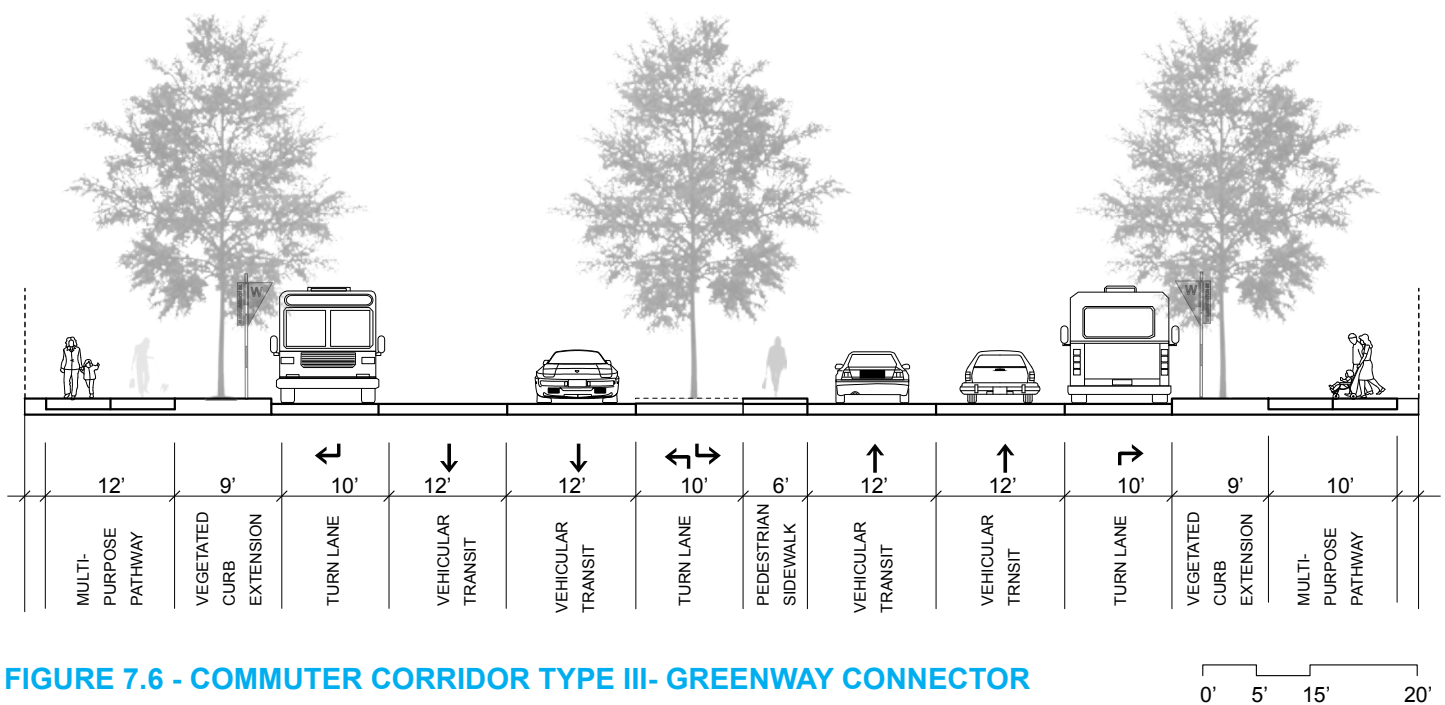 W
W
12’ 9’ 10’ 12’ 12’ 10’ 6’ 12’ 12’ 10’ 9’ 10’
MULTI-
PURPOSE
PATHWAY
VEGETATED
CURB
EXTENSION
TURN LANE
VEHICULAR
TRANSIT
VEHICULAR
TRANSIT
TURN LANE
PEDESTRIAN
SIDEWALK
VEHICULAR
TRANSIT
VEHICULAR
TRNSIT
TURN LANE
VEGETATED
CURB
EXTENSION
MULTI-
PURPOSE
PATHWAY
FIGURE 7.6 - COMMUTER CORRIDOR TYPE III- GREENWAY CONNECTOR
0’ 5’ 15’ 20’